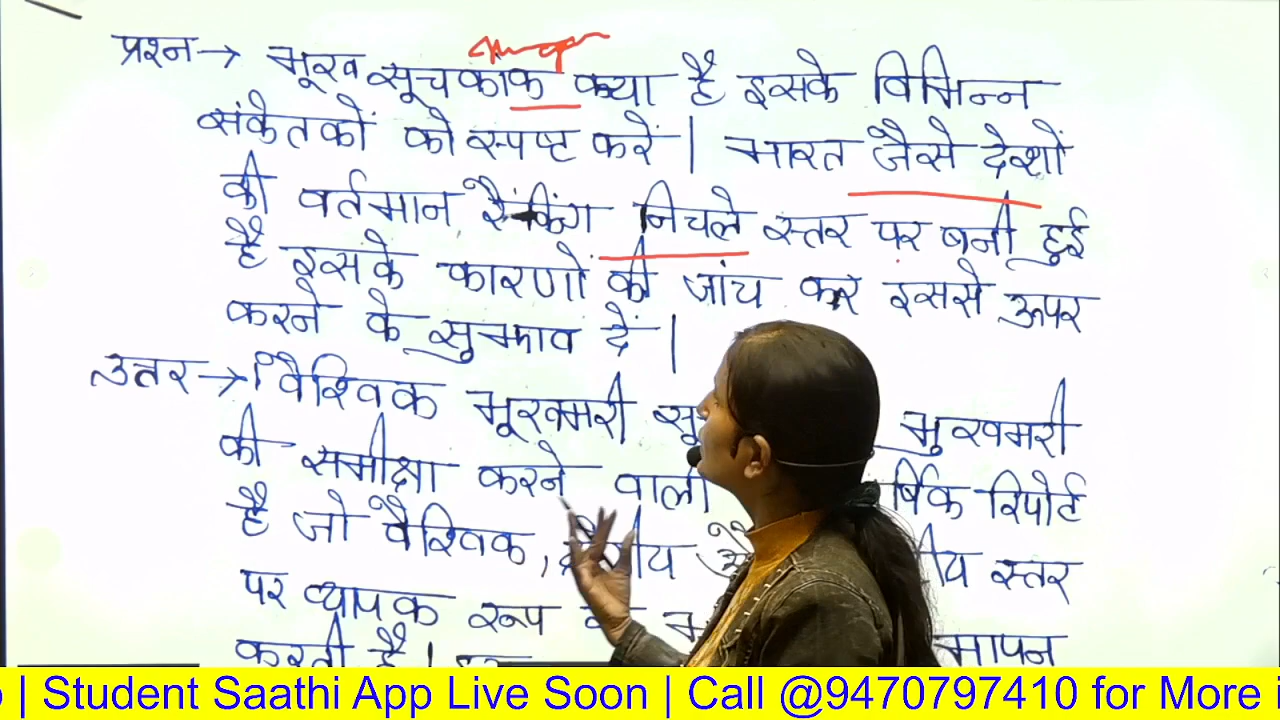 प्रश्न→ भूख सूचकांक क्या है इसके विभिन्न
संकेतकों को स्पष्ट करें | भारत जैसे देशों
की वर्तमान रैंकिंग निचले स्तर पर बनी हुई
है इसके कारणों की जांच कर इससे ऊपर
करने के सुझाव दें |
उत्तर→ वैश्विक भूखमरी भुखमरी
की समीक्षा करने वाली रिपोर्ट
है जो वैश्विक, स्तर
पर व्यापक रूप मापन
करती है |
| Student Saathi App Live Soon | Call @9470797410 for More